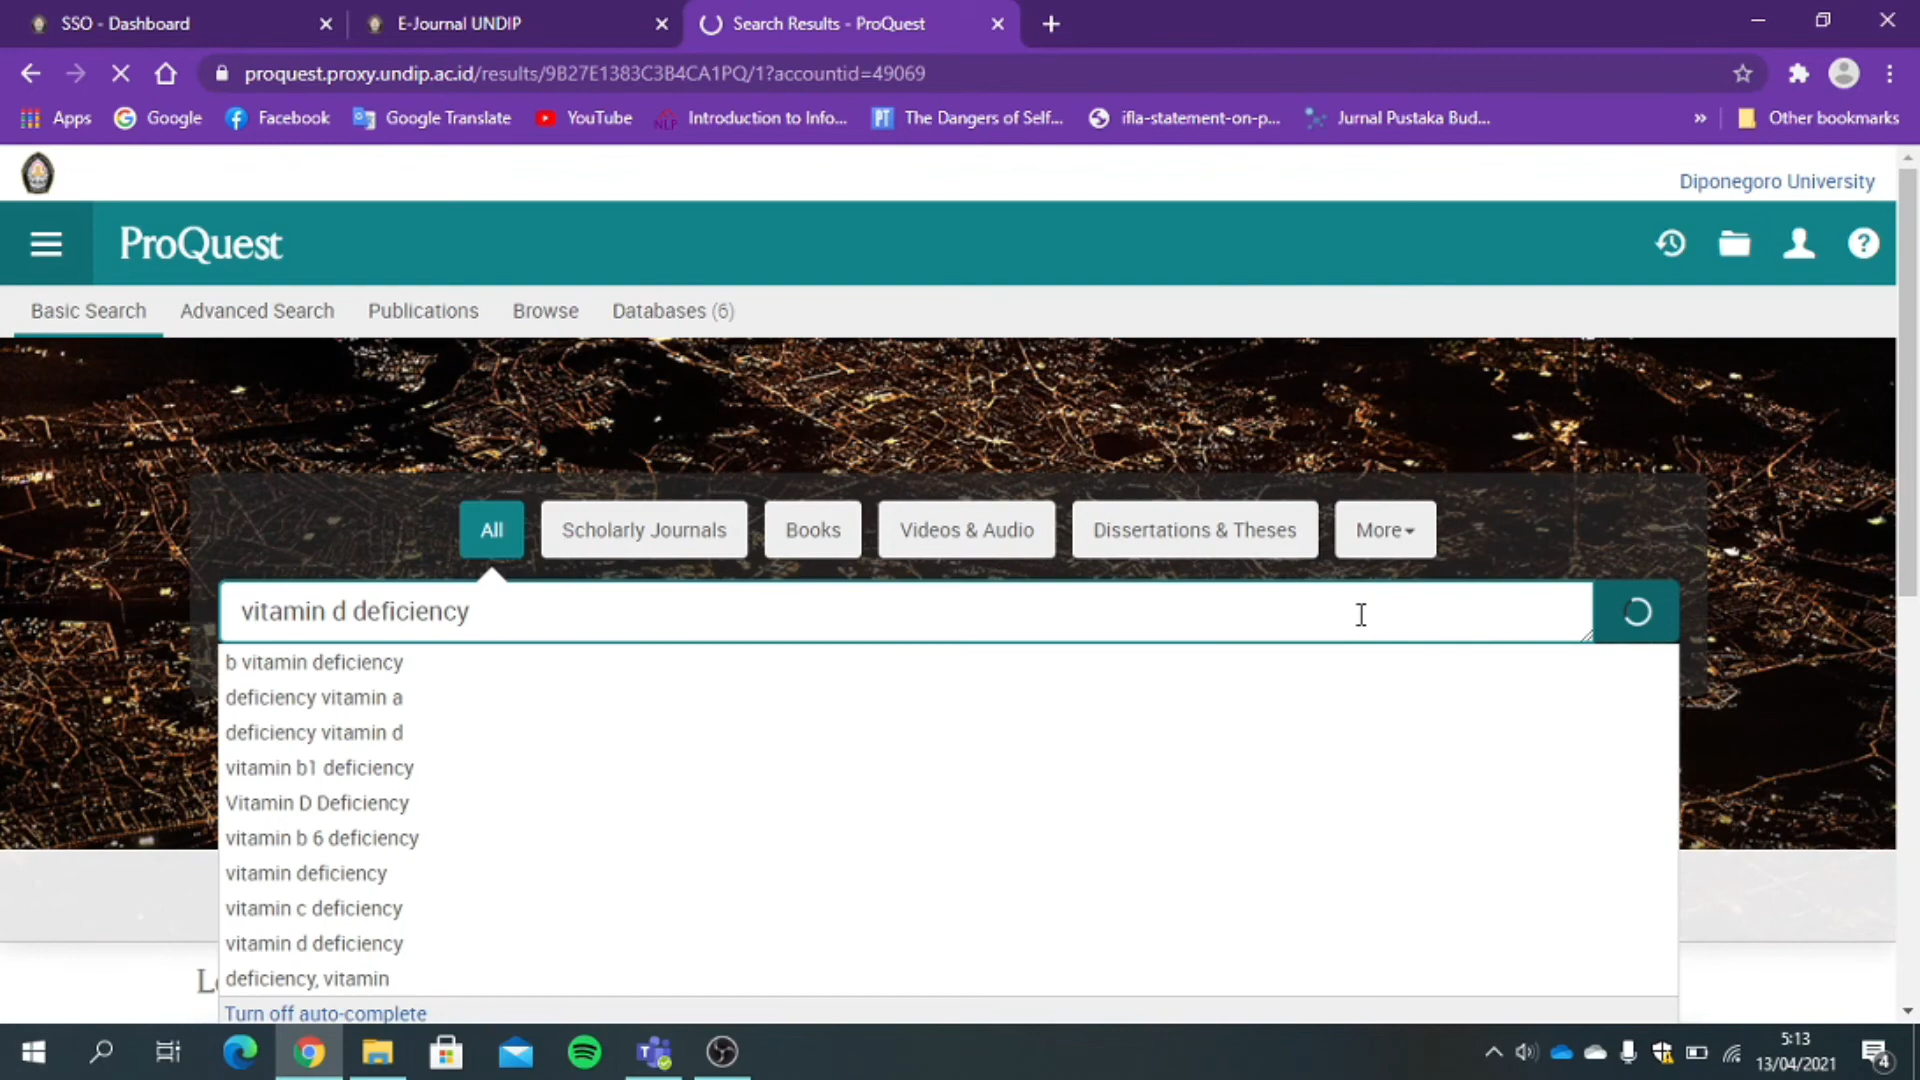 SSO - Dashboard
E-Journal UNDIP
Search Results - ProQuest
proquest.proxy.undip.ac.id/results/9B27E1383C3B4CA1PQ/1?accountid=49069
Apps
Google
Facebook
Google Translate
YouTube
NLP
Introduction to Info...
PT
The Dangers of Self...
ifla-statement-on-p...
Jurnal Pustaka Bud...
»
Other bookmarks
Diponegoro University
ProQuest
Basic Search
Advanced Search
Publications
Browse
Databases (6)
All
Scholarly Journals
Books
Videos & Audio
Dissertations & Theses
More
vitamin d deficiency
b vitamin deficiency
deficiency vitamin a
deficiency vitamin d
vitamin b1 deficiency
Vitamin D Deficiency
vitamin b 6 deficiency
vitamin deficiency
vitamin c deficiency
vitamin d deficiency
deficiency, vitamin
Turn off auto-complete
5:13
13/04/2021
4